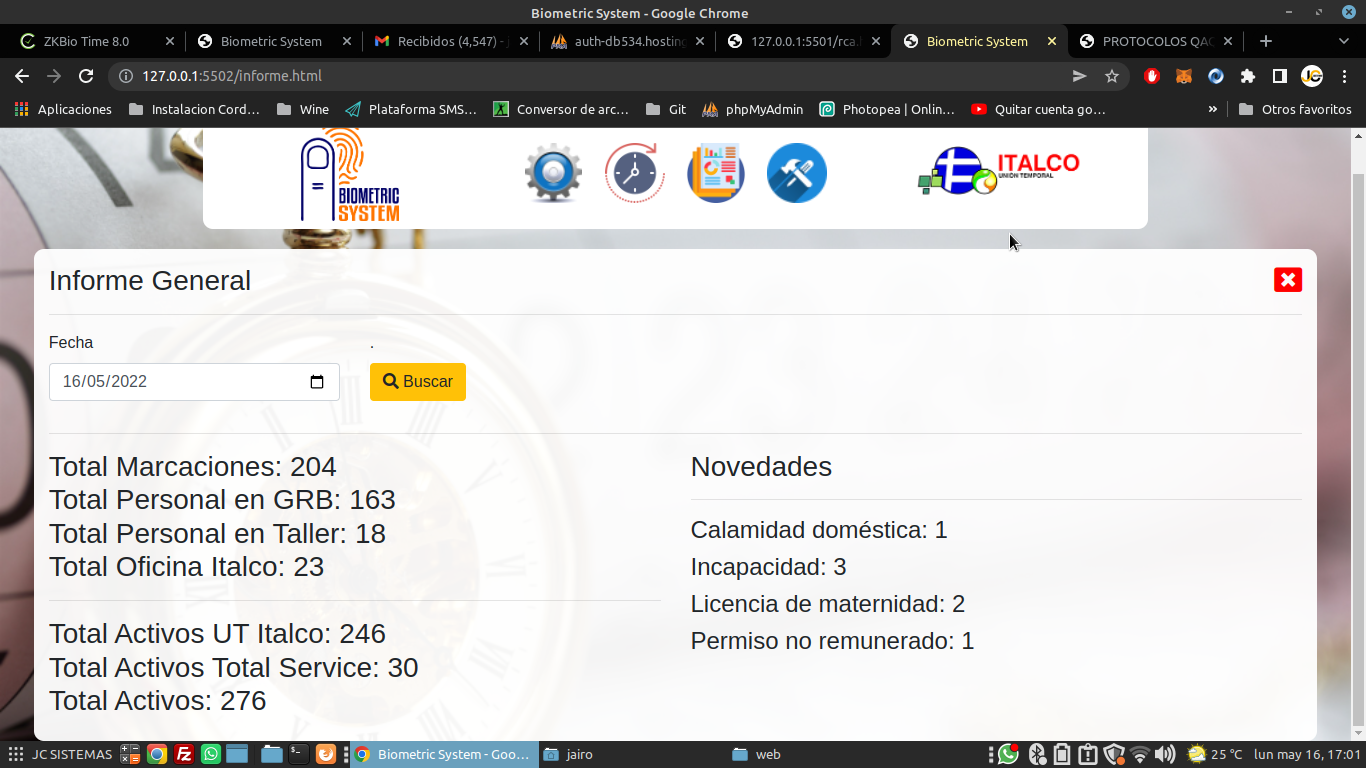 Biometric System - Google Chrome
ZKBio Time 8.0
Biometric System
Recibidos (4,547) - j
auth-db534.hosting
127.0.0.1:5501/rca.
Biometric System
PROTOCOLOS QAC
127.0.0.1:5502/informe.html
Aplicaciones
Instalacion Cord…
Wine
Plataforma SMS…
Conversor de arc…
Git
phpMyAdmin
Photopea | Onlin…
Quitar cuenta go…
»
Otros favoritos
BIOMETRIC
SYSTEM
ITALCO
UNION TEMPORAL
Informe General
Fecha
.
16/05/2022
Buscar
Total Marcaciones: 204
Total Personal en GRB: 163
Total Personal en Taller: 18
Total Oficina Italco: 23
Total Activos UT Italco: 246
Total Activos Total Service: 30
Total Activos: 276
Novedades
Calamidad doméstica: 1
Incapacidad: 3
Licencia de maternidad: 2
Permiso no remunerado: 1
JC SISTEMAS
Biometric System - Goo…
jairo
web
25 °C
lun may 16, 17:01